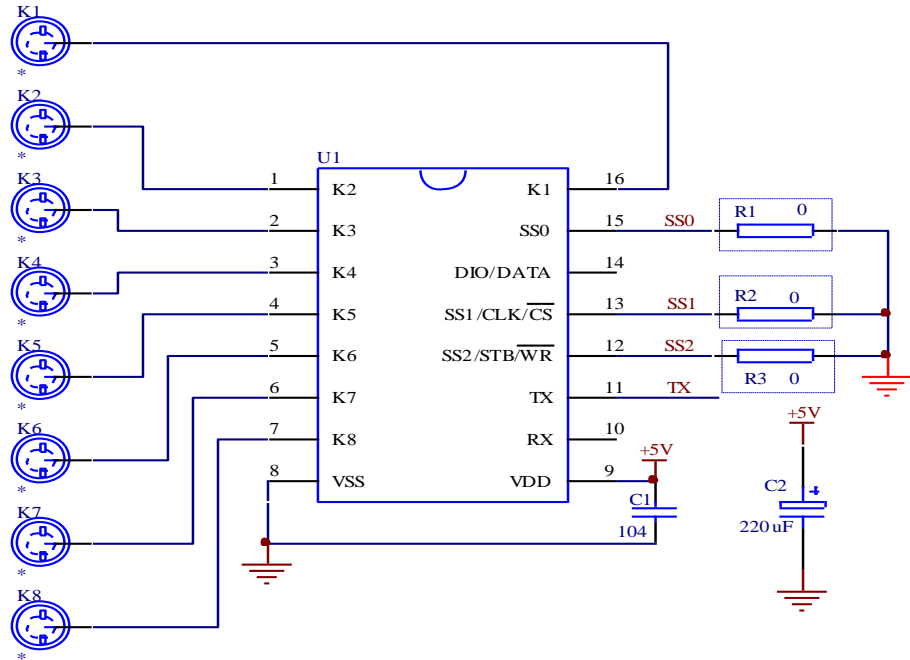 K1
*
K2
*
K3
*
K4
*
K5
*
K6
*
K7
*
K8
*
U1
1 K2 K1 16
2 K3 SS0 15 SS0 R1 0
3 K4 DIO/DATA 14
4 K5 SS1/CLK/C̅S̅ 13 SS1 R2 0
5 K6 SS2/STB/W̅R̅ 12 SS2 R3 0
6 K7 TX 11 TX
7 K8 RX 10
8 VSS VDD 9
+5V
C1
104
+5V
C2 +
220uF